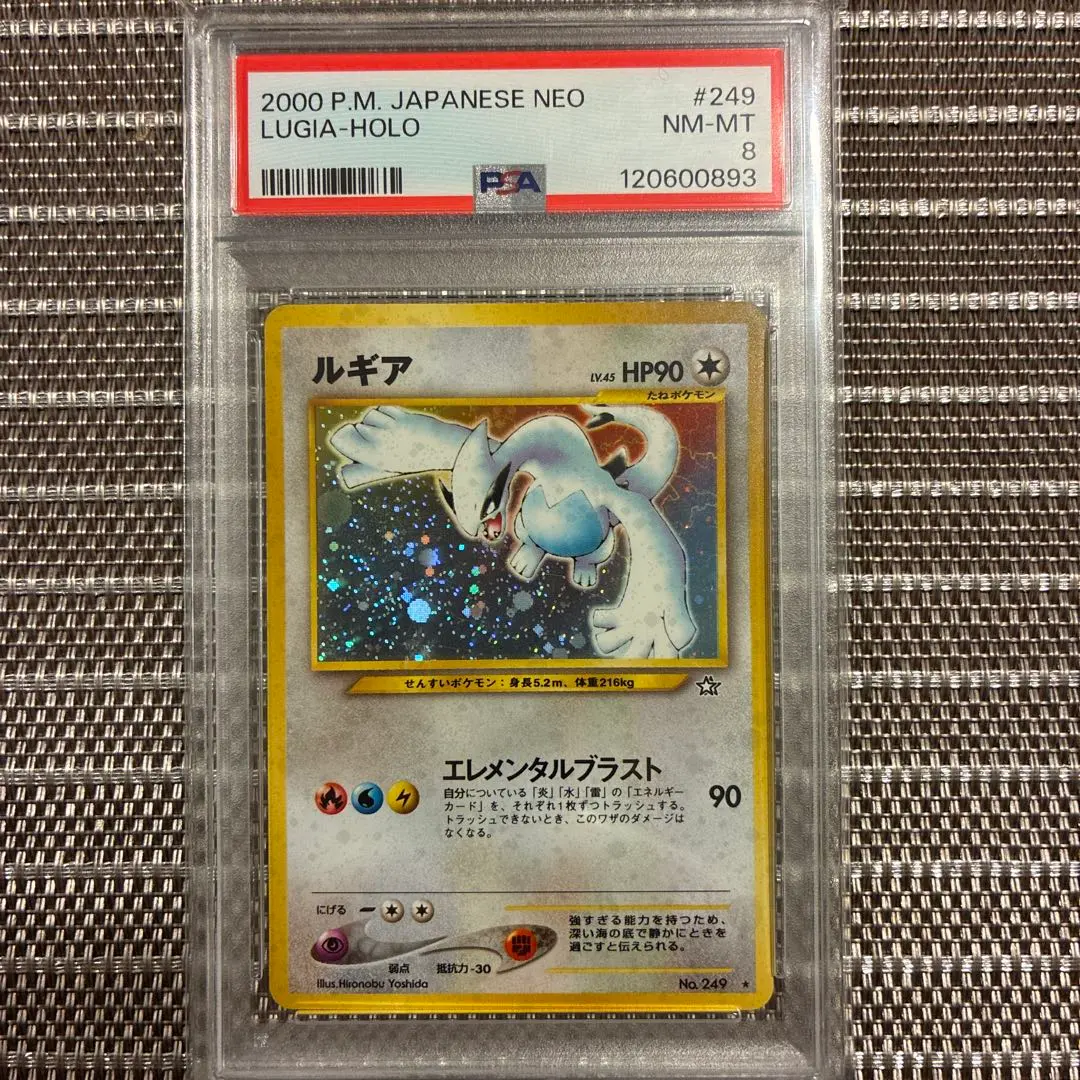 2000 P.M. JAPANESE NEO #249
LUGIA-HOLO NM-MT
8
PSA 120600893
ルギア LV.45 HP90
たねポケモン
せんすいポケモン：身長5.2m、体重216kg
エレメンタルブラスト
自分についている「炎」「水」「雷」の「エネルギー
カード」を、それぞれ1枚ずつトラッシュする。
トラッシュできないとき、このワザのダメージは
なくなる。
90
にげる
弱点 抵抗力-30
強すぎる能力を持つため、
深い海の底で静かにときを
過ごすと伝えられる。
Illus.Hironobu Yoshida No. 249 ★